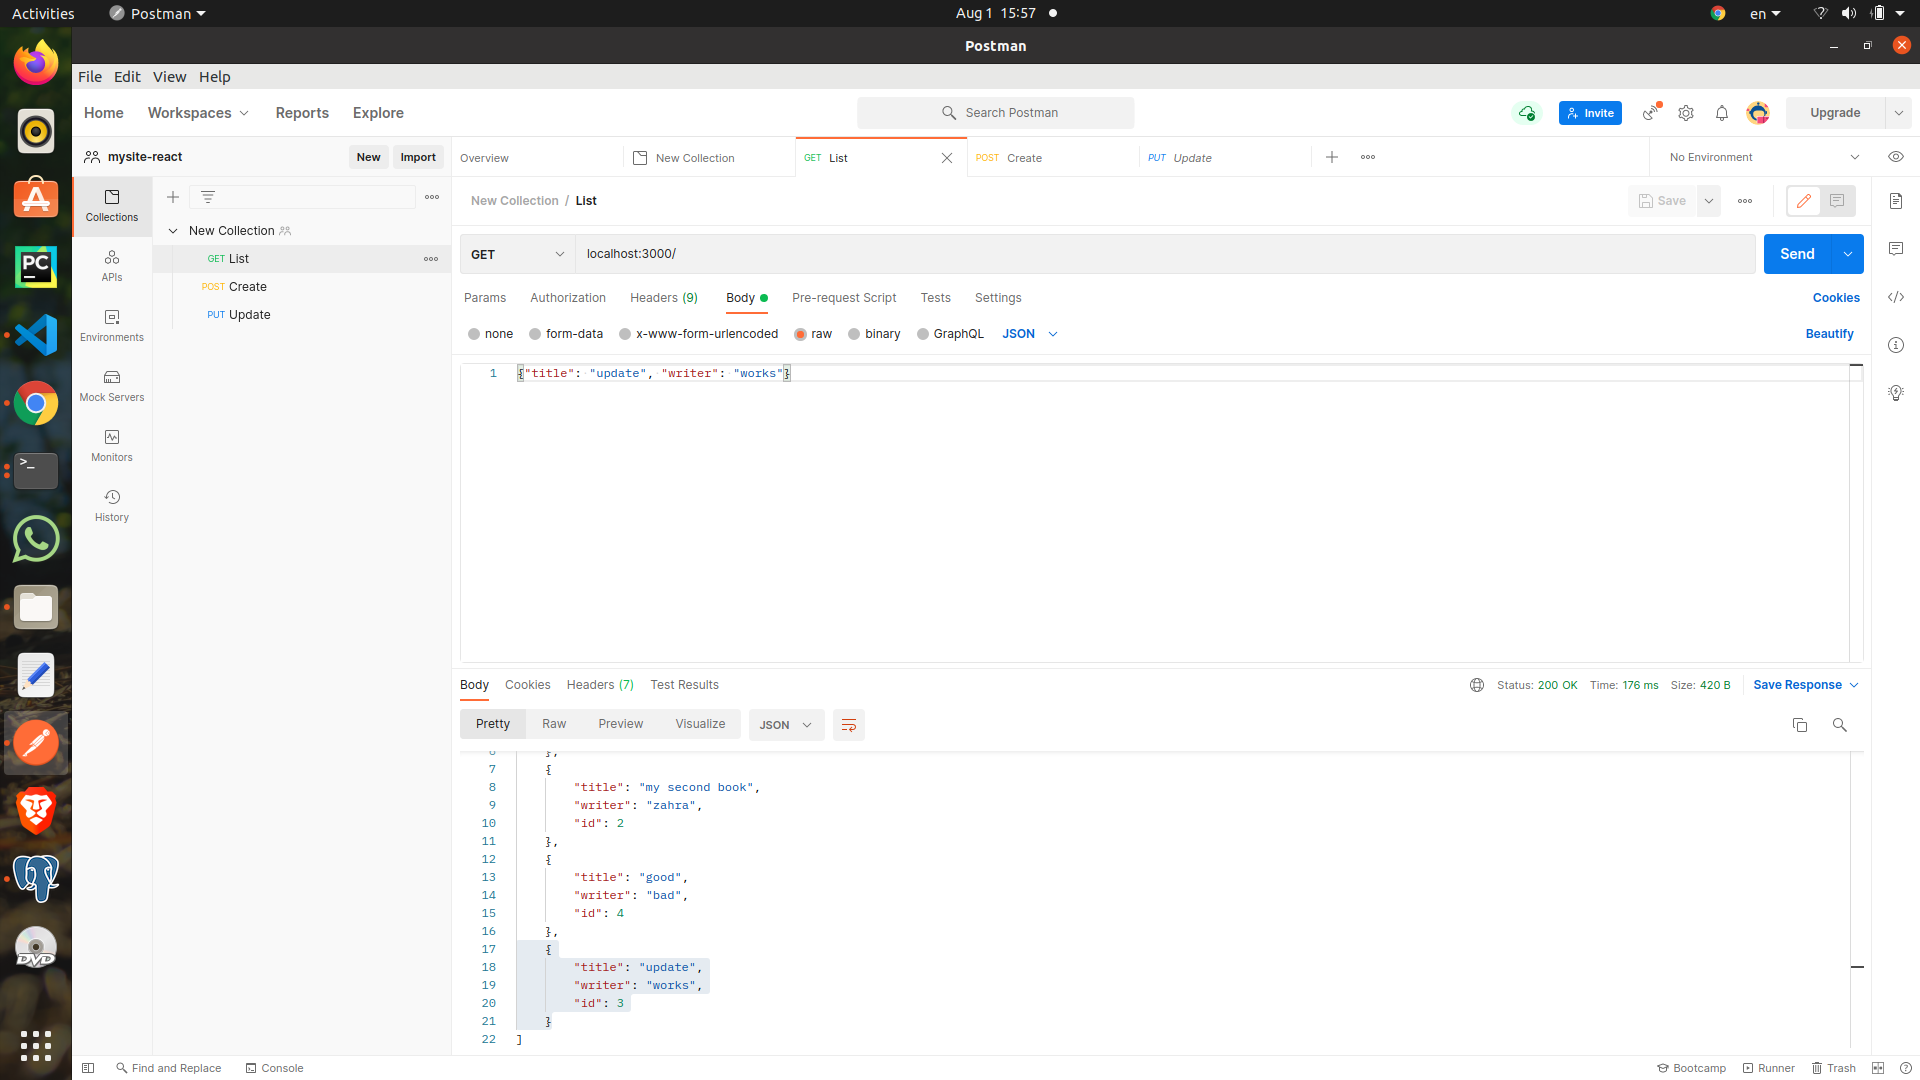 Activities
Postman
Aug 1 15:57
en
Postman
File Edit View Help
Home Workspaces Reports Explore
Search Postman
Invite
Upgrade
mysite-react
New
Import
Overview
New Collection
GET List
POST Create
PUT Update
No Environment
Collections
APIs
Environments
Mock Servers
Monitors
History
New Collection
GET List
POST Create
PUT Update
New Collection / List
Save
GET
localhost:3000/
Send
Params Authorization Headers (9) Body Pre-request Script Tests Settings
Cookies
none form-data x-www-form-urlencoded raw binary GraphQL JSON
Beautify
1 {"title": "update", "writer": "works"}
Body Cookies Headers (7) Test Results
Status: 200 OK Time: 176 ms Size: 420 B
Save Response
Pretty Raw Preview Visualize JSON
6 },
7 {
8 "title": "my second book",
9 "writer": "zahra",
10 "id": 2
11 },
12 {
13 "title": "good",
14 "writer": "bad",
15 "id": 4
16 },
17 {
18 "title": "update",
19 "writer": "works",
20 "id": 3
21 }
22 ]
Find and Replace
Console
Bootcamp
Runner
Trash
PC
DVD